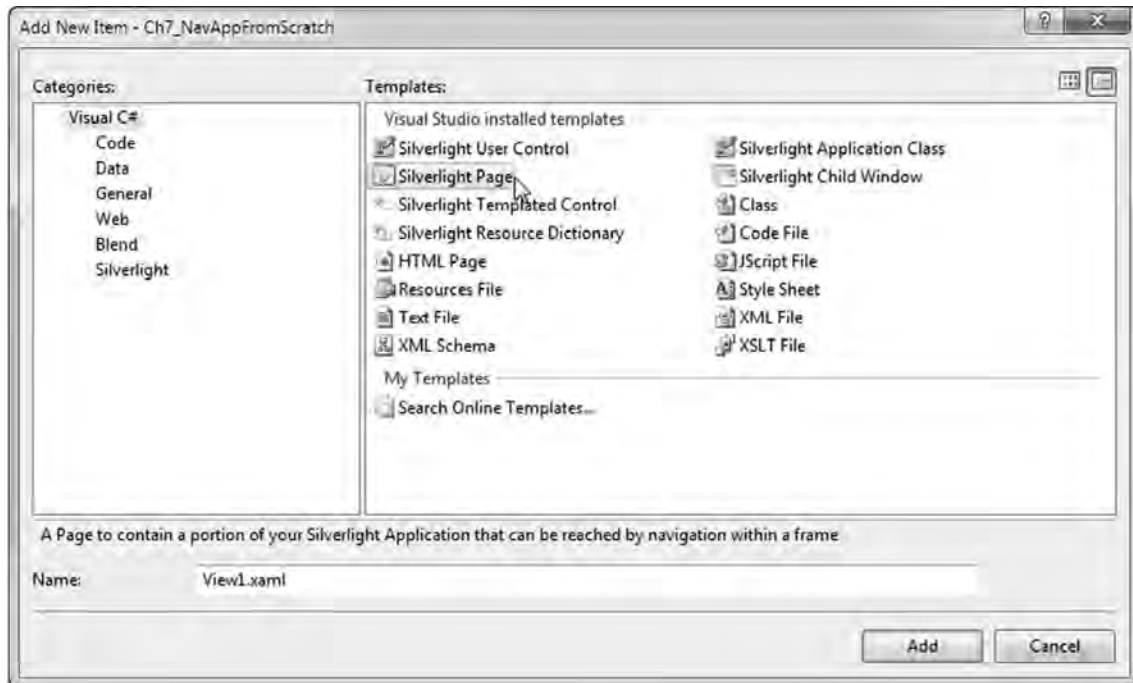 Add New Item - Ch7_NavAppFromScratch
Categories:
Visual C#
Code
Data
General
Web
Blend
Silverlight
Templates:
Visual Studio installed templates
Silverlight User Control
Silverlight Page
Silverlight Templated Control
Silverlight Resource Dictionary
HTML Page
Resources File
Text File
XML Schema
Silverlight Application Class
Silverlight Child Window
Class
Code File
JScript File
Style Sheet
XML File
XSLT File
My Templates
Search Online Templates...
A Page to contain a portion of your Silverlight Application that can be reached by navigation within a frame
Name: View1.xaml
Add Cancel